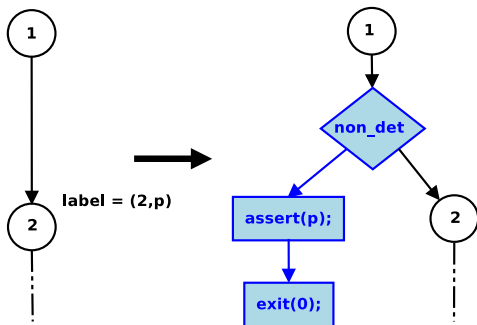 1
label = (2,p)
2
1
non_det
assert(p);
2
exit(0);